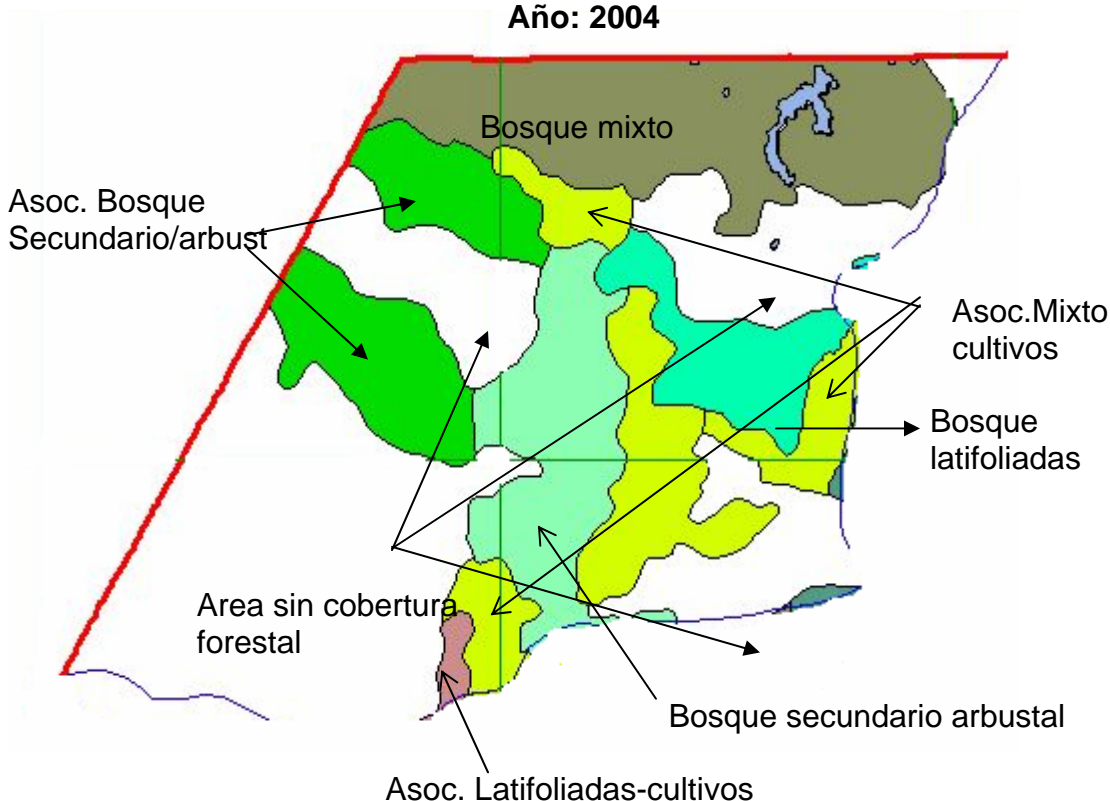 Año: 2004
Bosque mixto
Asoc. Bosque
Secundario/arbust
Asoc.Mixto
cultivos
Bosque
latifoliadas
Area sin cobertura
forestal
Bosque secundario arbustal
Asoc. Latifoliadas-cultivos